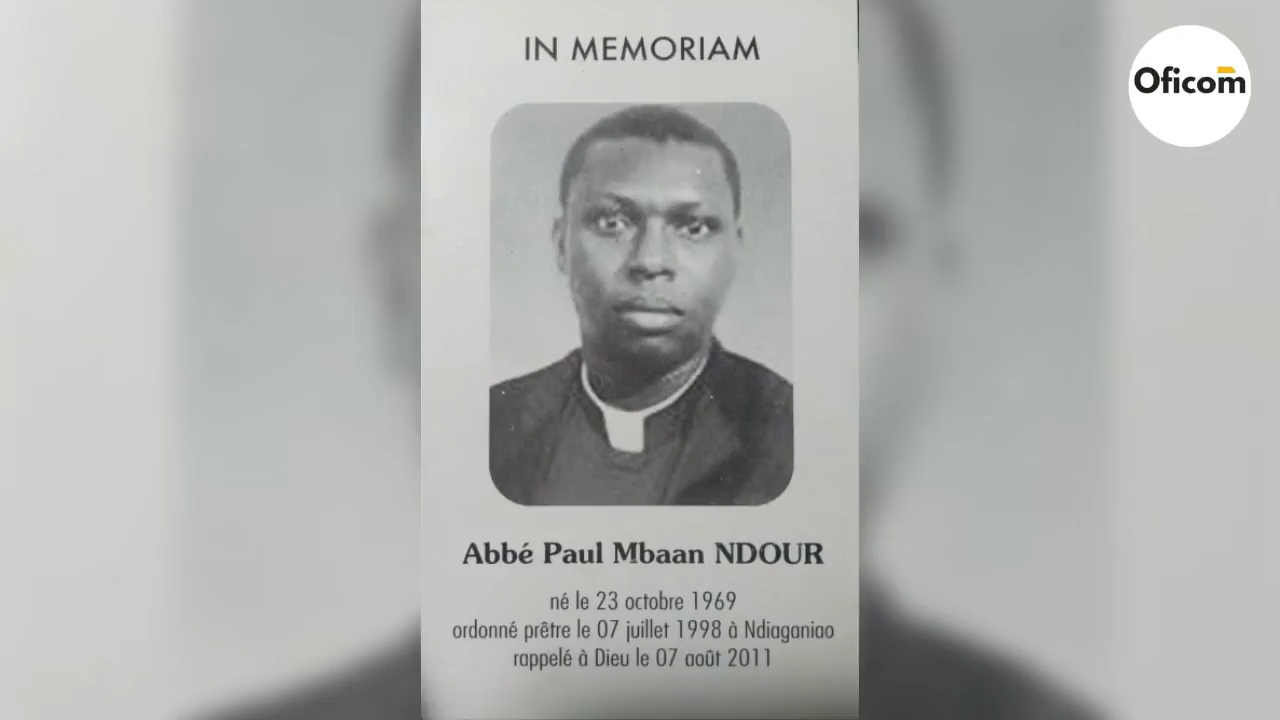 IN MEMORIAM
Oficom
Abbé Paul Mbaan NDOUR
né le 23 octobre 1969
ordonné prêtre le 07 juillet 1998 à Ndiaganiao
rappelé à Dieu le 07 août 2011